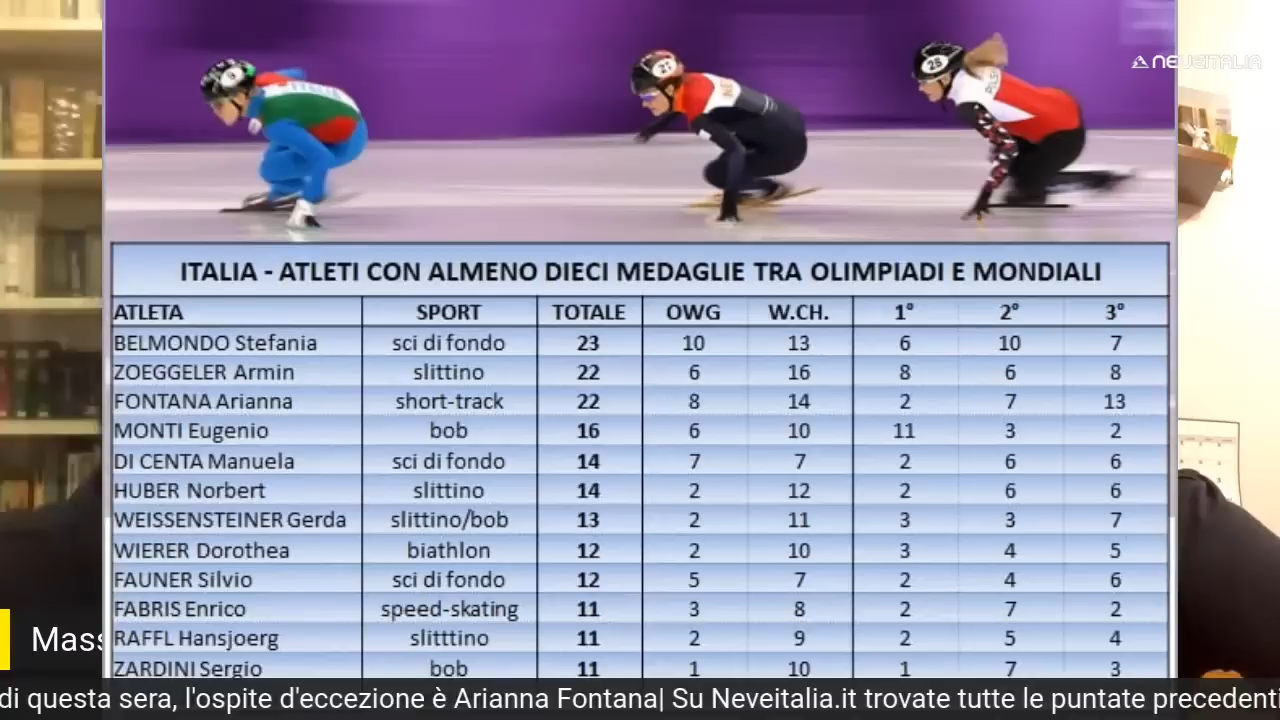 NEVEITALIA
ITALIA - ATLETI CON ALMENO DIECI MEDAGLIE TRA OLIMPIADI E MONDIALI
ATLETA SPORT TOTALE OWG W.CH. 1° 2° 3°
BELMONDO Stefania sci di fondo 23 10 13 6 10 7
ZOEGGELER Armin slittino 22 6 16 8 6 8
FONTANA Arianna short-track 22 8 14 2 7 13
MONTI Eugenio bob 16 6 10 11 3 2
DI CENTA Manuela sci di fondo 14 7 7 2 6 6
HUBER Norbert slittino 14 2 12 2 6 6
WEISSENSTEINER Gerda slittino/bob 13 2 11 3 3 7
WIERER Dorothea biathlon 12 2 10 3 4 5
FAUNER Silvio sci di fondo 12 5 7 2 4 6
FABRIS Enrico speed-skating 11 3 8 2 7 2
RAFFL Hansjoerg slitttino 11 2 9 2 5 4
ZARDINI Sergio bob 11 1 10 1 7 3
Mass
di questa sera, l'ospite d'eccezione è Arianna Fontana| Su Neveitalia.it trovate tutte le puntate precedenti